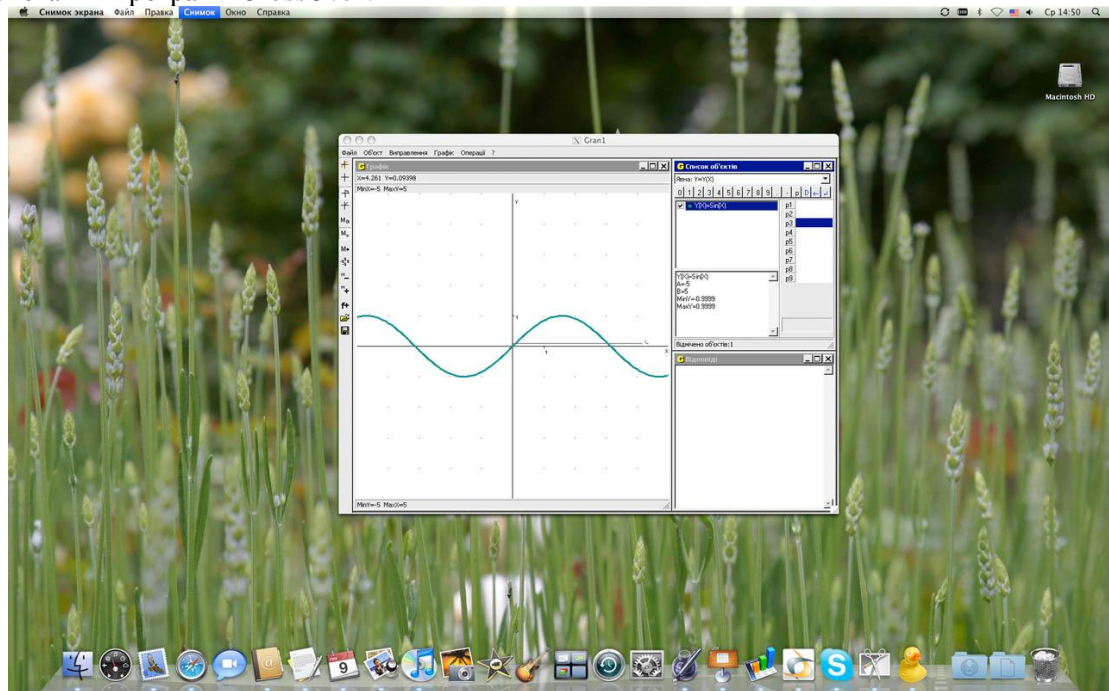 Снимок экрана Файл Правка Снимок Окно Справка
Ср 14:50
Macintosh HD
Gran1
Файл Об'єкт Виправлення Графік Операції ?
Графік
X=4.261 Y=0.09398
MinX=-5 MaxY=5
Y
1
1
X
MinY=-5 MaxX=5
Список об'єктів
Явна: Y=Y(X)
0 1 2 3 4 5 6 7 8 9 . - p D
Y(X)=Sin(X)
p1
p2
p3
p4
p5
p6
p7
p8
p9
Y(X)=Sin(X)
A=-5
B=5
MinY=-0.9999
MaxY=0.9999
Відмічено об'єктів:1
Відповіді
9